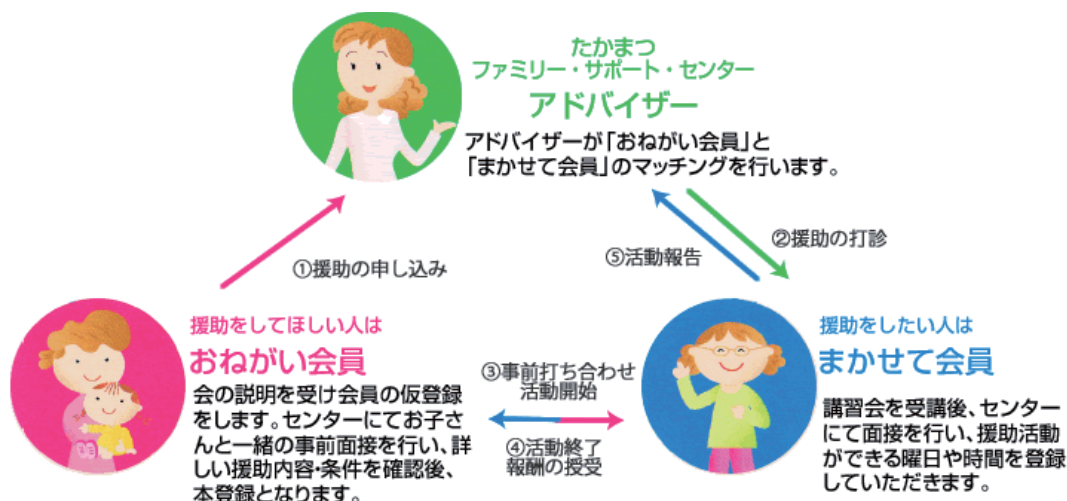 たかまつ
ファミリー・サポート・センター
アドバイザー
アドバイザーが「おねがい会員」と
「まかせて会員」のマッチングを行います。
①援助の申し込み
⑤活動報告
②援助の打診
援助をしてほしい人は
おねがい会員
会の説明を受け会員の仮登録
をします。センターにてお子さ
んと一緒の事前面接を行い、詳
しい援助内容・条件を確認後、
本登録となります。
③事前打ち合わせ
活動開始
④活動終了
報酬の授受
援助をしたい人は
まかせて会員
講習会を受講後、センター
にて面接を行い、援助活動
ができる曜日や時間を登録
していただきます。